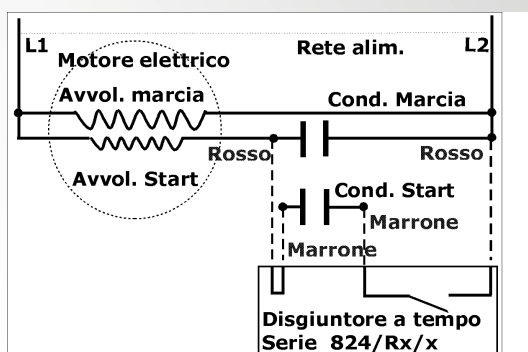 L1
Motore elettrico
Rete alim.
L2
Avvol. marcia
Cond. Marcia
Rosso
Rosso
Avvol. Start
Cond. Start
Marrone
Marrone
Disgiuntore a tempo
Serie 824/Rx/x